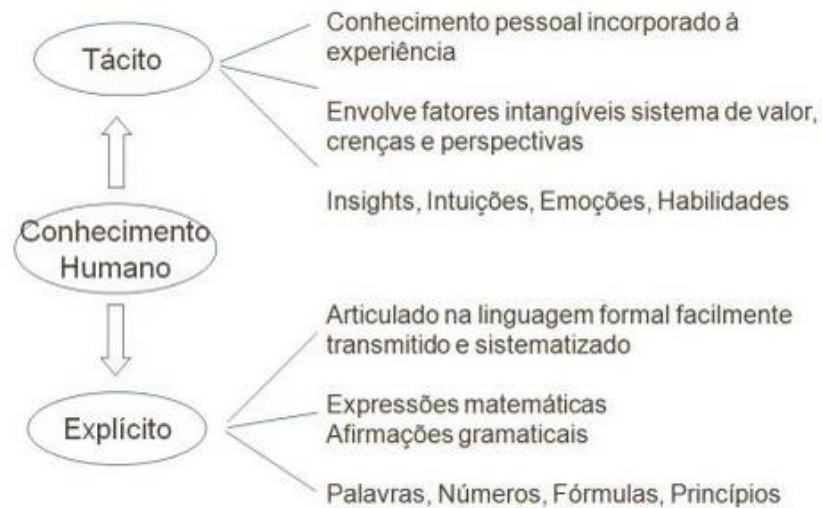 Tácito
Conhecimento pessoal incorporado à
experiência
Envolve fatores intangíveis sistema de valor,
crenças e perspectivas
Insights, Intuições, Emoções, Habilidades
Conhecimento
Humano
Articulado na linguagem formal facilmente
transmitido e sistematizado
Explícito
Expressões matemáticas
Afirmações gramaticais
Palavras, Números, Fórmulas, Princípios